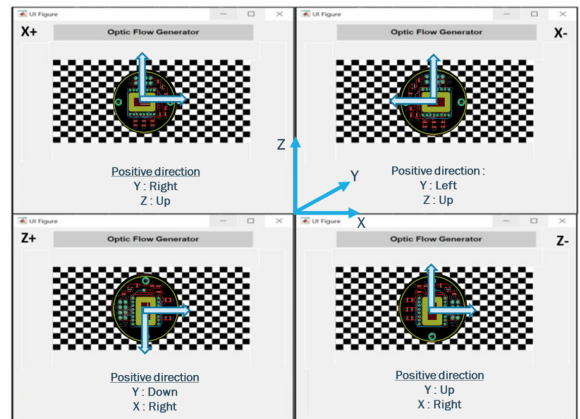 UI Figure
X+
Optic Flow Generator
Positive direction
Y : Right
Z : Up
UI Figure
X-
Optic Flow Generator
Positive direction :
Y : Left
Z : Up
Z
Y
X
UI Figure
Z+
Optic Flow Generator
Positive direction
Y : Down
X : Right
UI Figure
Z-
Optic Flow Generator
Positive direction
Y : Up
X : Right